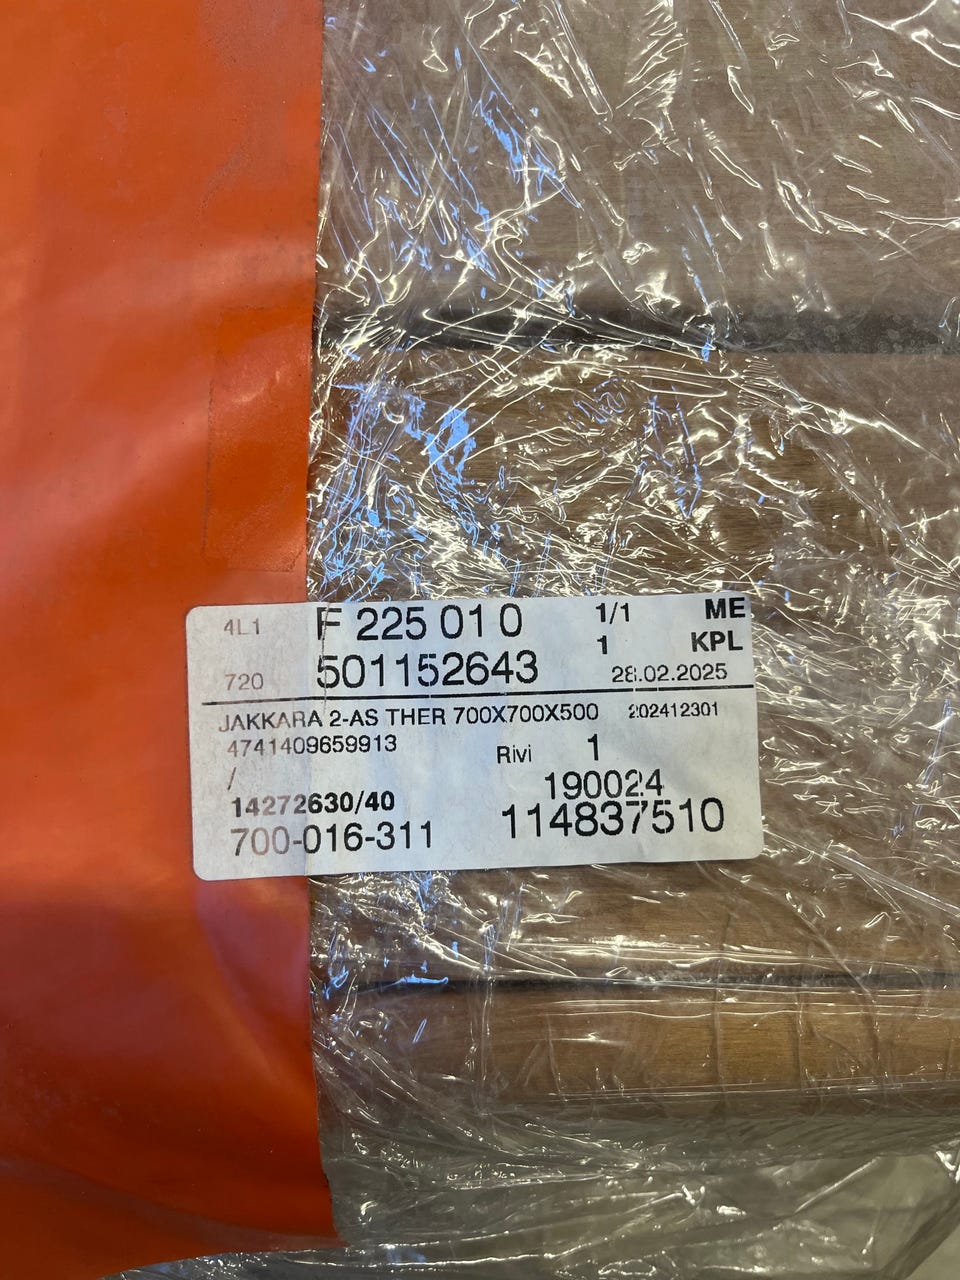 4L1 F 225 01 0 1/1 ME
1 KPL
720 501152643 28.02.2025
JAKKARA 2-AS THER 700X700X500 202412301
4741409659913 Rivi 1
/ 190024
14272630/40
700-016-311 114837510